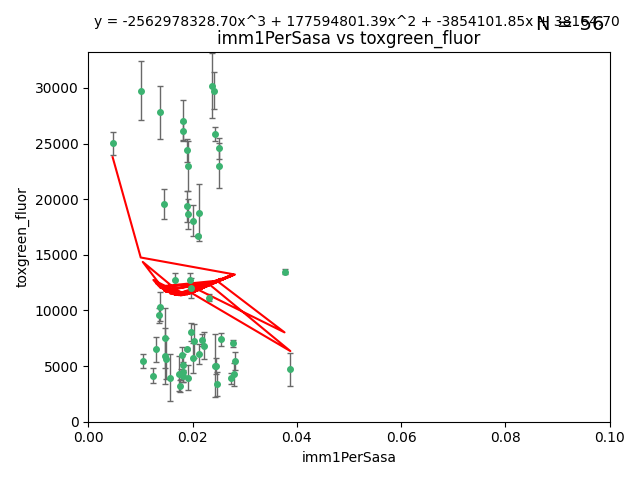 y = -2562978328.70x^3 + 177594801.39x^2 + -3854101.85x + 38164.70
N = 56
imm1PerSasa vs toxgreen_fluor
30000
25000
20000
15000
10000
5000
0
toxgreen_fluor
0.00 0.02 0.04 0.06 0.08 0.10
imm1PerSasa